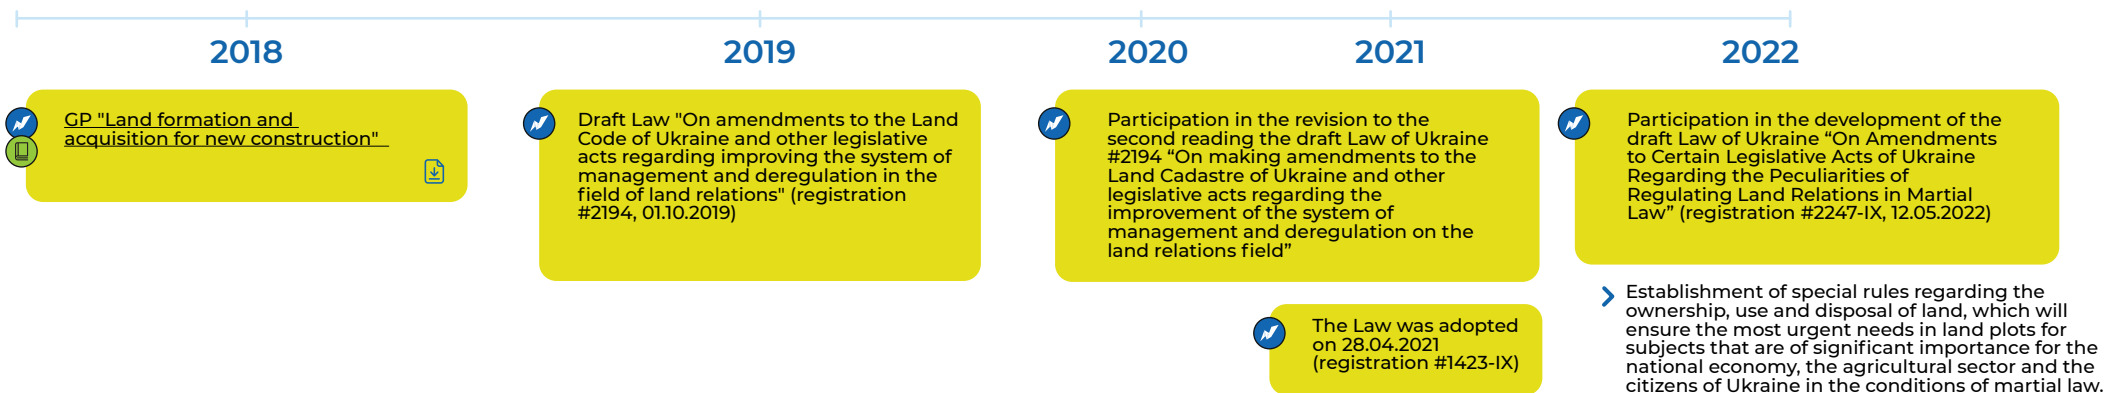 2018
2019
2020
2021
2022
GP "Land formation and
acquisition for new construction"
Draft Law "On amendments to the Land
Code of Ukraine and other legislative
acts regarding improving the system of
management and deregulation in the
field of land relations" (registration
#2194, 01.10.2019)
Participation in the revision to the
second reading the draft Law of Ukraine
#2194 “On making amendments to the
Land Cadastre of Ukraine and other
legislative acts regarding the
improvement of the system of
management and deregulation on the
land relations field”
The Law was adopted
on 28.04.2021
(registration #1423-IX)
Participation in the development of the
draft Law of Ukraine “On Amendments
to Certain Legislative Acts of Ukraine
Regarding the Peculiarities of
Regulating Land Relations in Martial
Law” (registration #2247-IX, 12.05.2022)
Establishment of special rules regarding the
ownership, use and disposal of land, which will
ensure the most urgent needs in land plots for
subjects that are of significant importance for the
national economy, the agricultural sector and the
citizens of Ukraine in the conditions of martial law.